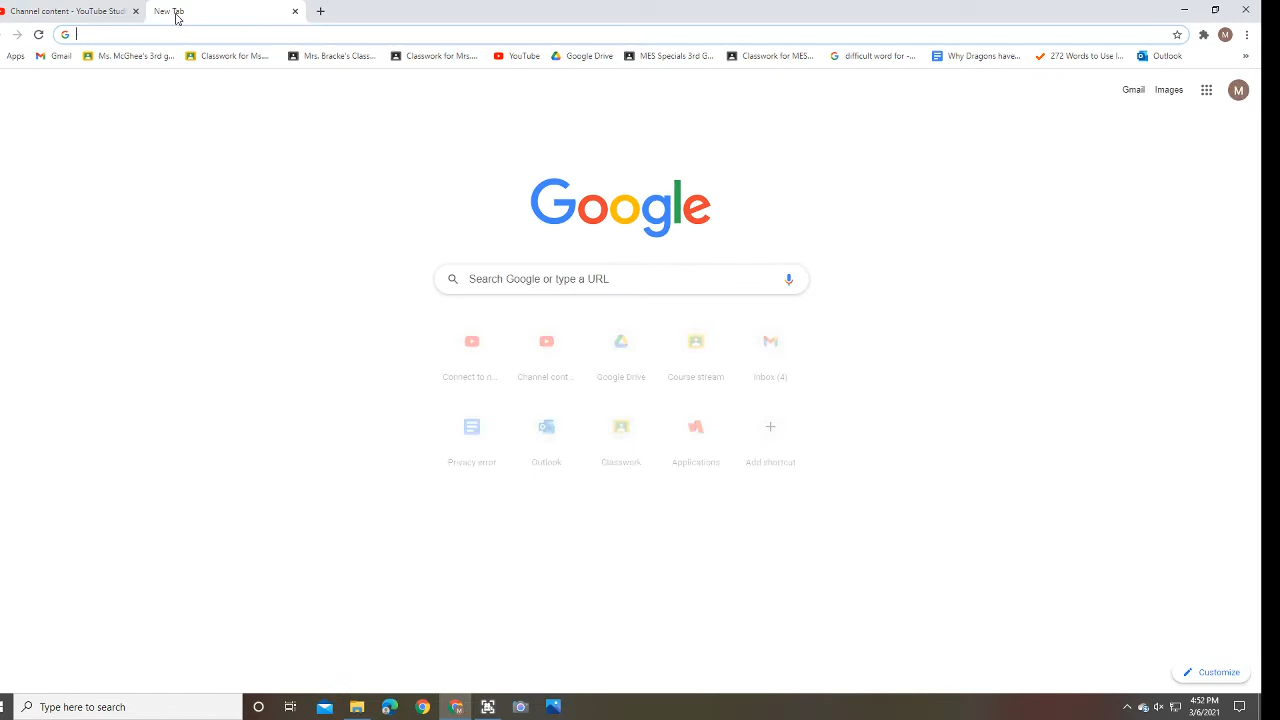 Channel content - YouTube Studi
New Tab
Apps Gmail Ms. McGhee's 3rd g... Classwork for Ms.... Mrs. Bracke's Class... Classwork for Mrs.... YouTube Google Drive MES Specials 3rd G... Classwork for MES... difficult word for -... Why Dragons have... 272 Words to Use I... Outlook »
Gmail Images M
Google
Search Google or type a URL
Connect to n... Channel cont... Google Drive Course stream Inbox (4)
Privacy error Outlook Classwork Applications Add shortcut
Customize
Type here to search
4:52 PM
3/6/2021